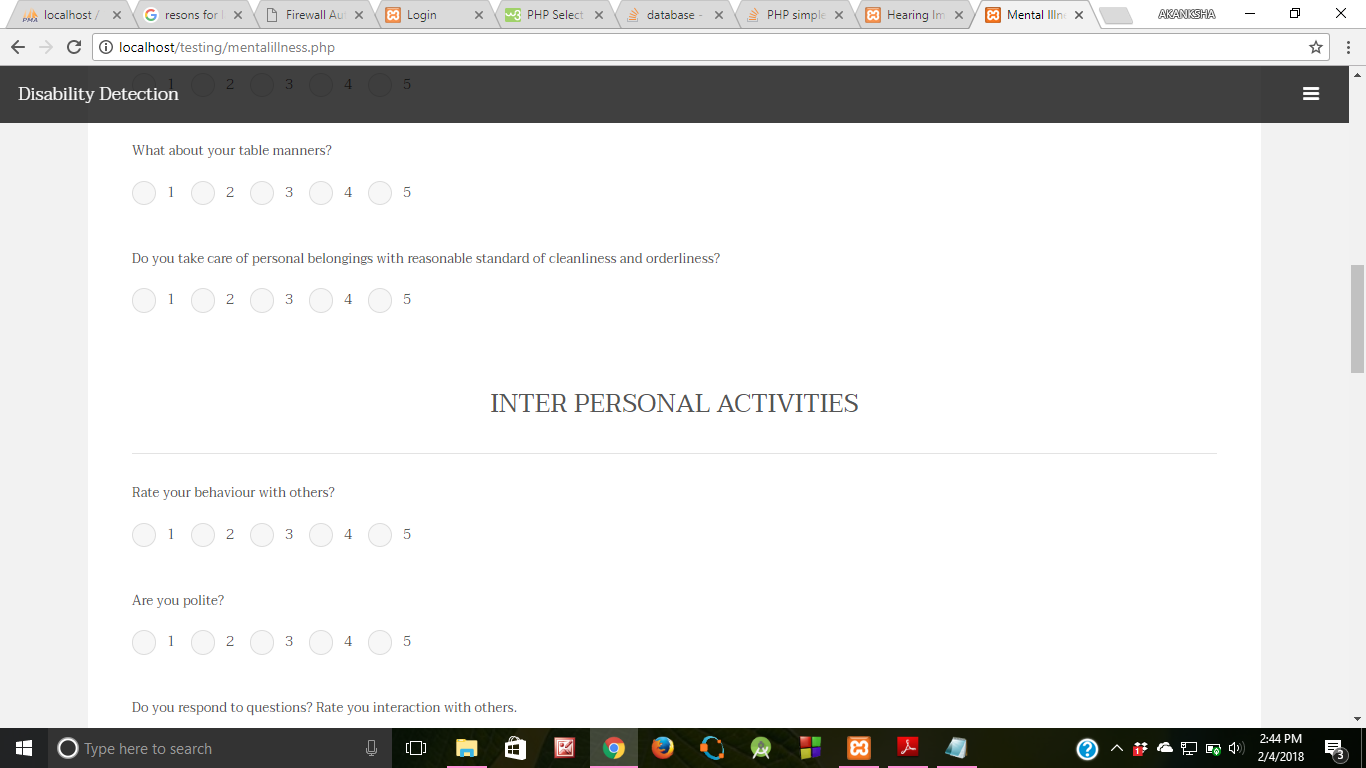 localhost /
resons for
Firewall Au
Login
PHP Select
database -
PHP simple
Hearing Im
Mental Illn
AKANKSHA
localhost/testing/mentalillness.php
1 2 3 4 5
Disability Detection
What about your table manners?
1 2 3 4 5
Do you take care of personal belongings with reasonable standard of cleanliness and orderliness?
1 2 3 4 5
INTER PERSONAL ACTIVITIES
Rate your behaviour with others?
1 2 3 4 5
Are you polite?
1 2 3 4 5
Do you respond to questions? Rate you interaction with others.
Type here to search
2:44 PM
2/4/2018
3